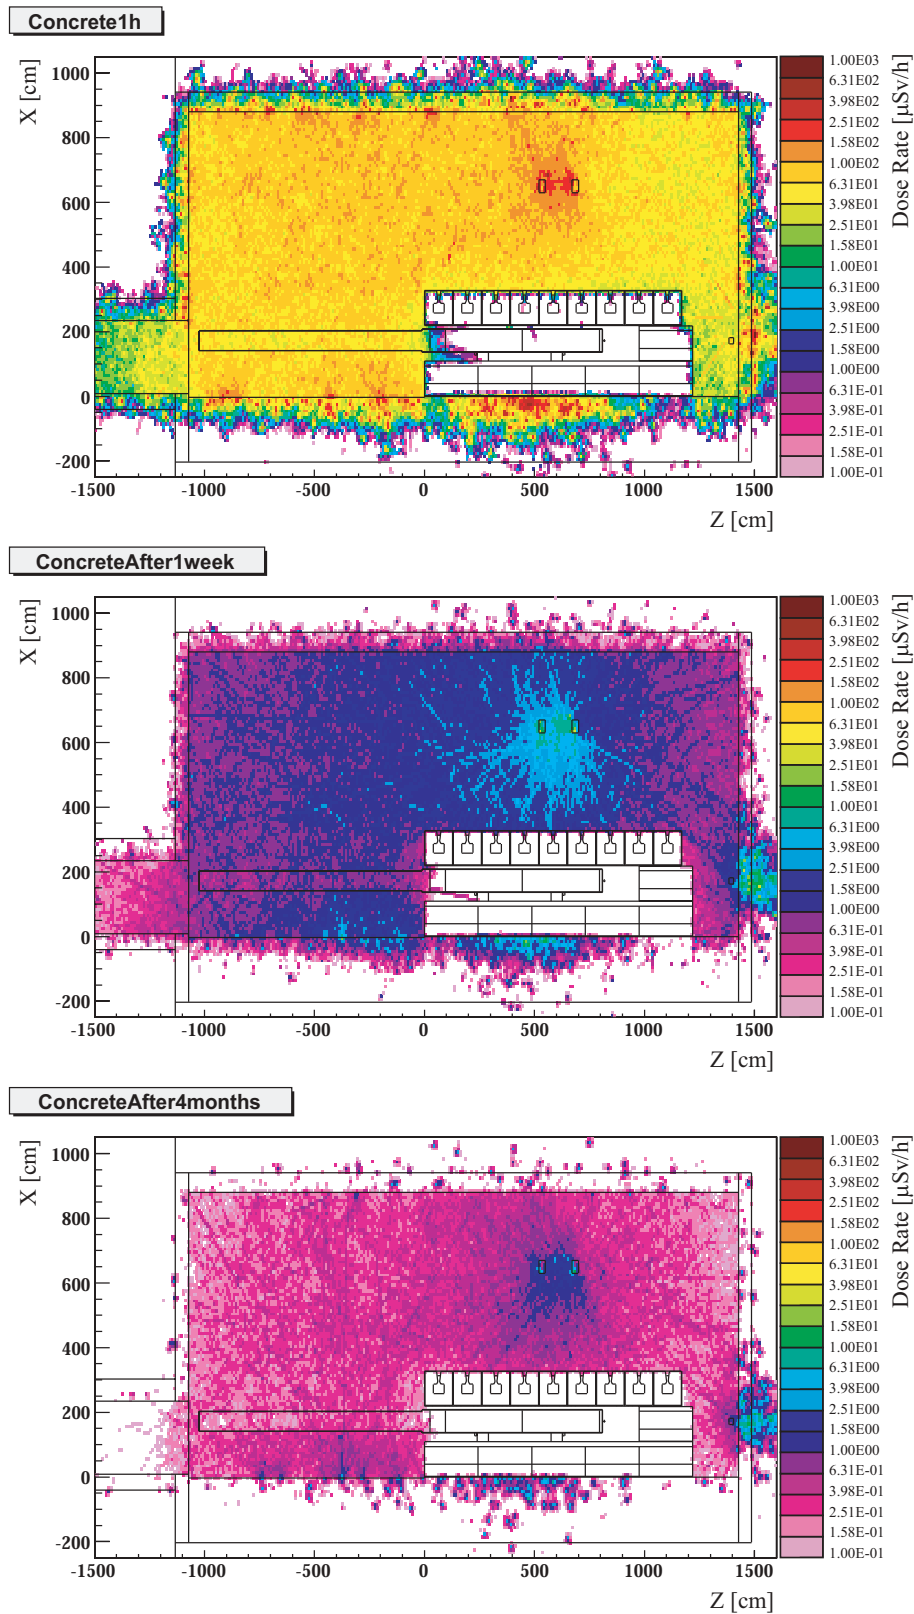 Concrete1h
X [cm]
1000
800
600
400
200
0
-200
-1500
-1000
-500
0
500
1000
1500
Z [cm]
1.00E03
6.31E02
3.98E02
2.51E02
1.58E02
1.00E02
6.31E01
3.98E01
2.51E01
1.58E01
1.00E01
6.31E00
3.98E00
2.51E00
1.58E00
1.00E00
6.31E-01
3.98E-01
2.51E-01
1.58E-01
1.00E-01
Dose Rate [µSv/h]
ConcreteAfter1week
X [cm]
1000
800
600
400
200
0
-200
-1500
-1000
-500
0
500
1000
1500
Z [cm]
1.00E03
6.31E02
3.98E02
2.51E02
1.58E02
1.00E02
6.31E01
3.98E01
2.51E01
1.58E01
1.00E01
6.31E00
3.98E00
2.51E00
1.58E00
1.00E00
6.31E-01
3.98E-01
2.51E-01
1.58E-01
1.00E-01
Dose Rate [µSv/h]
ConcreteAfter4months
X [cm]
1000
800
600
400
200
0
-200
-1500
-1000
-500
0
500
1000
1500
Z [cm]
1.00E03
6.31E02
3.98E02
2.51E02
1.58E02
1.00E02
6.31E01
3.98E01
2.51E01
1.58E01
1.00E01
6.31E00
3.98E00
2.51E00
1.58E00
1.00E00
6.31E-01
3.98E-01
2.51E-01
1.58E-01
1.00E-01
Dose Rate [µSv/h]